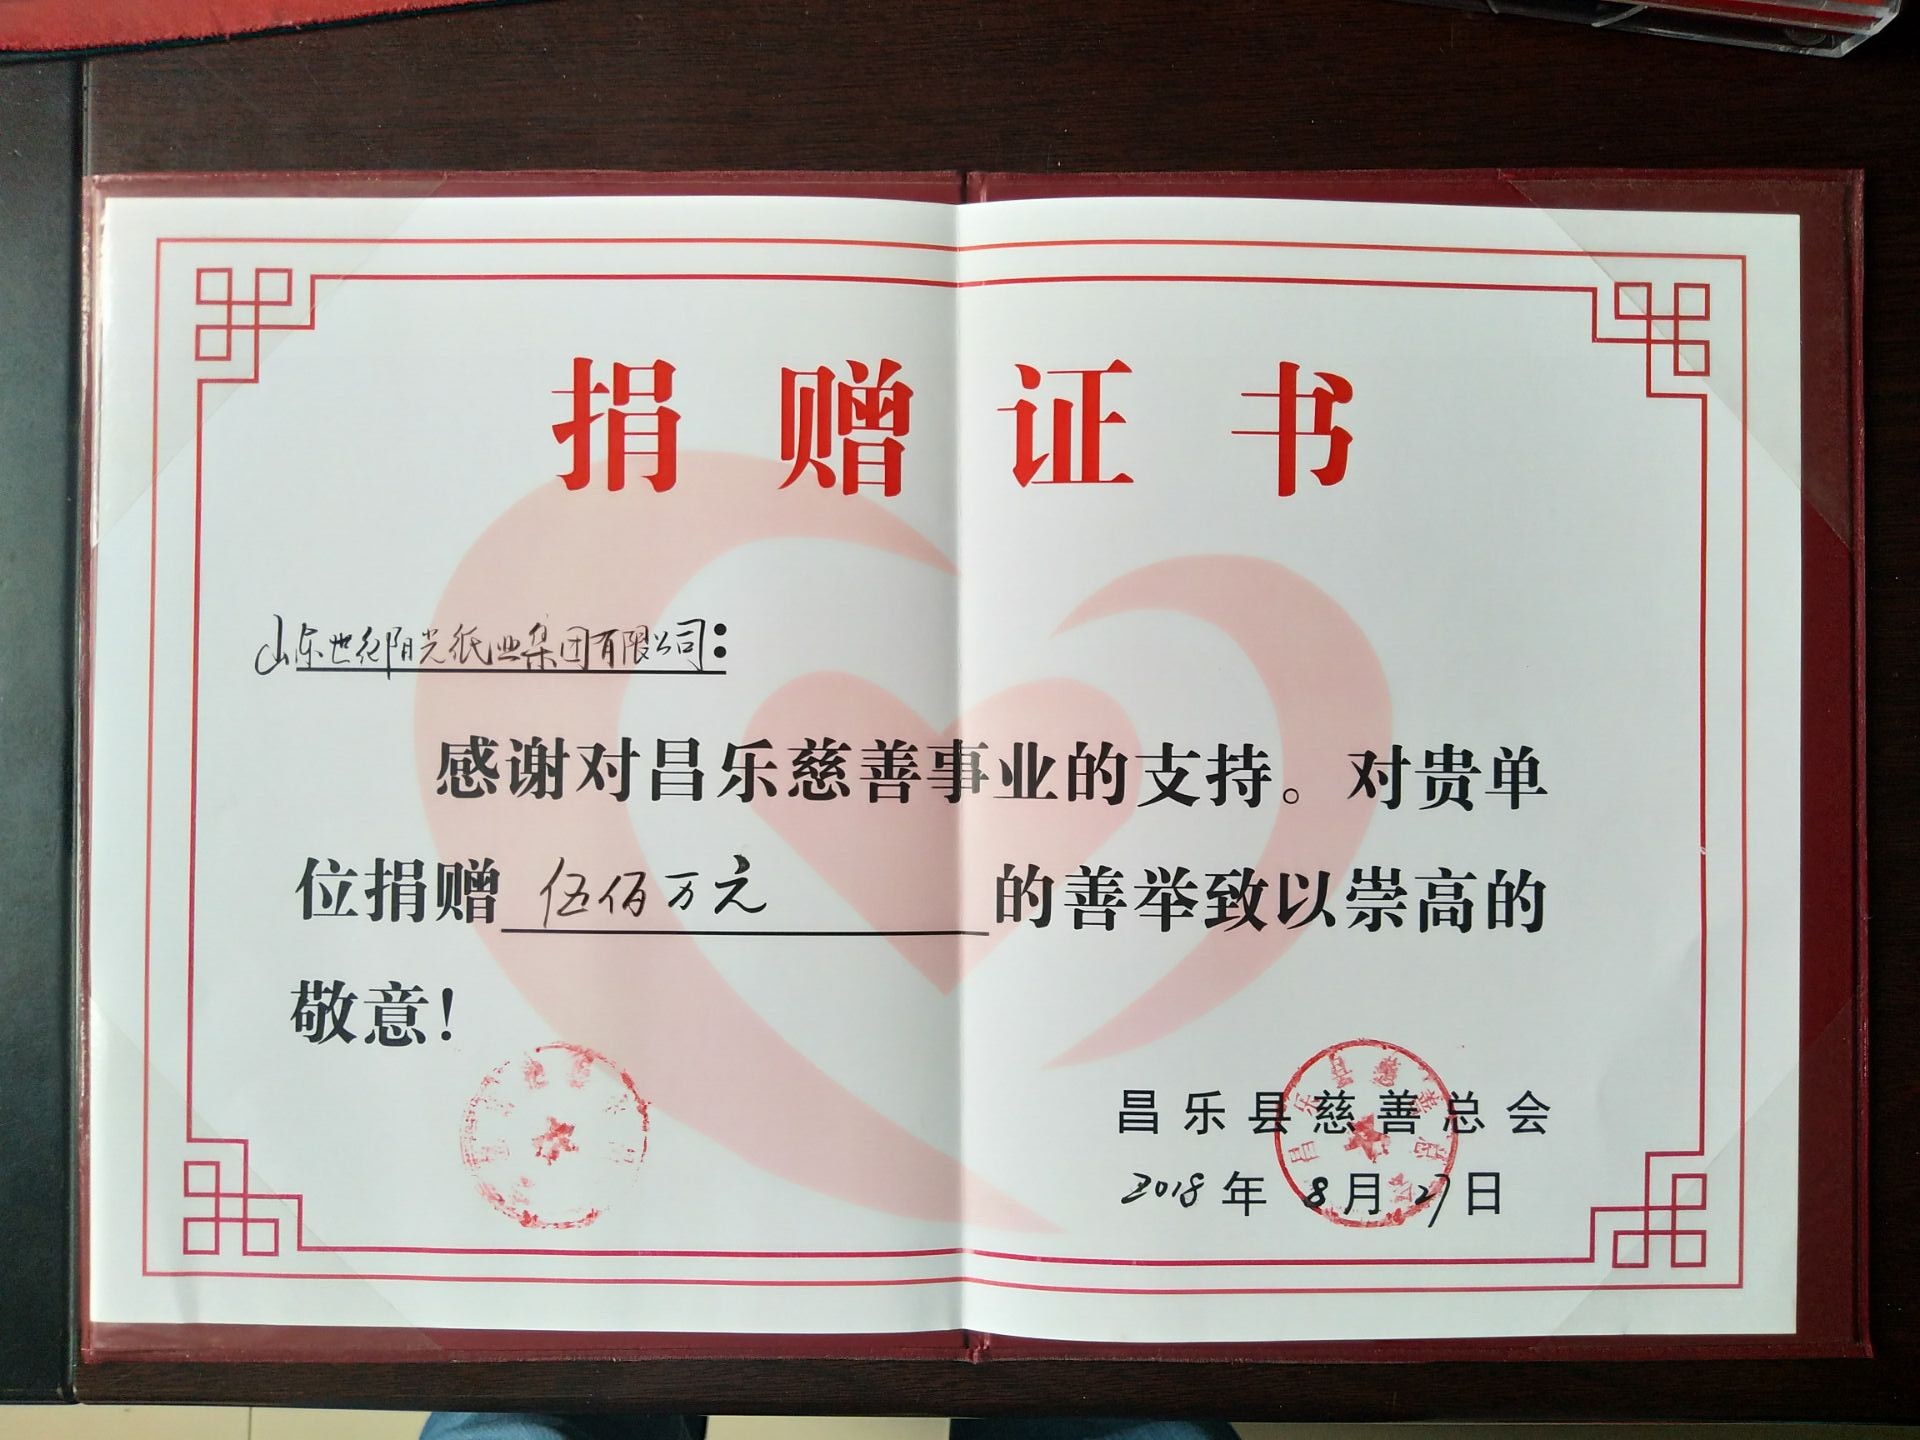 捐赠证书
山东世纪阳光纸业集团有限公司：
感谢对昌乐慈善事业的支持。对贵单
位捐赠 伍佰万元 的善举致以崇高的
敬意！
昌乐县慈善总会
2018年8月27日